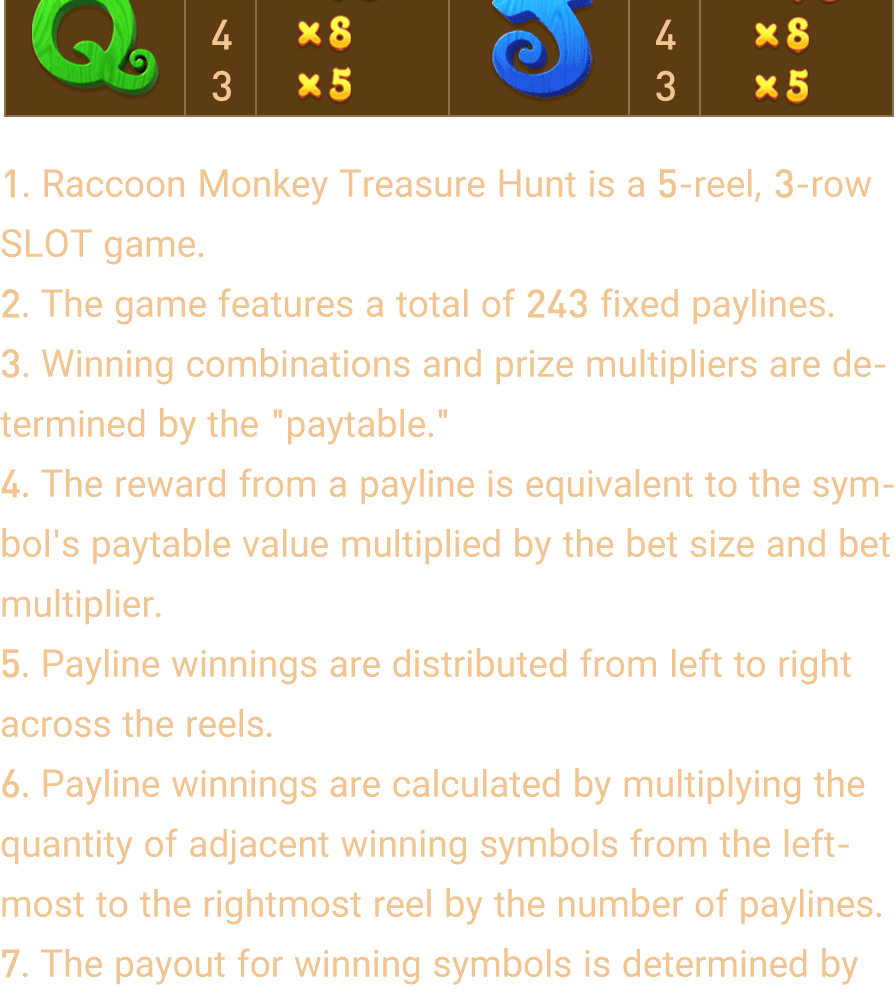 Q 4 ×8 J 4 ×8
3 ×5 3 ×5
1. Raccoon Monkey Treasure Hunt is a 5-reel, 3-row
SLOT game.
2. The game features a total of 243 fixed paylines.
3. Winning combinations and prize multipliers are de-
termined by the "paytable."
4. The reward from a payline is equivalent to the sym-
bol's paytable value multiplied by the bet size and bet
multiplier.
5. Payline winnings are distributed from left to right
across the reels.
6. Payline winnings are calculated by multiplying the
quantity of adjacent winning symbols from the left-
most to the rightmost reel by the number of paylines.
7. The payout for winning symbols is determined by